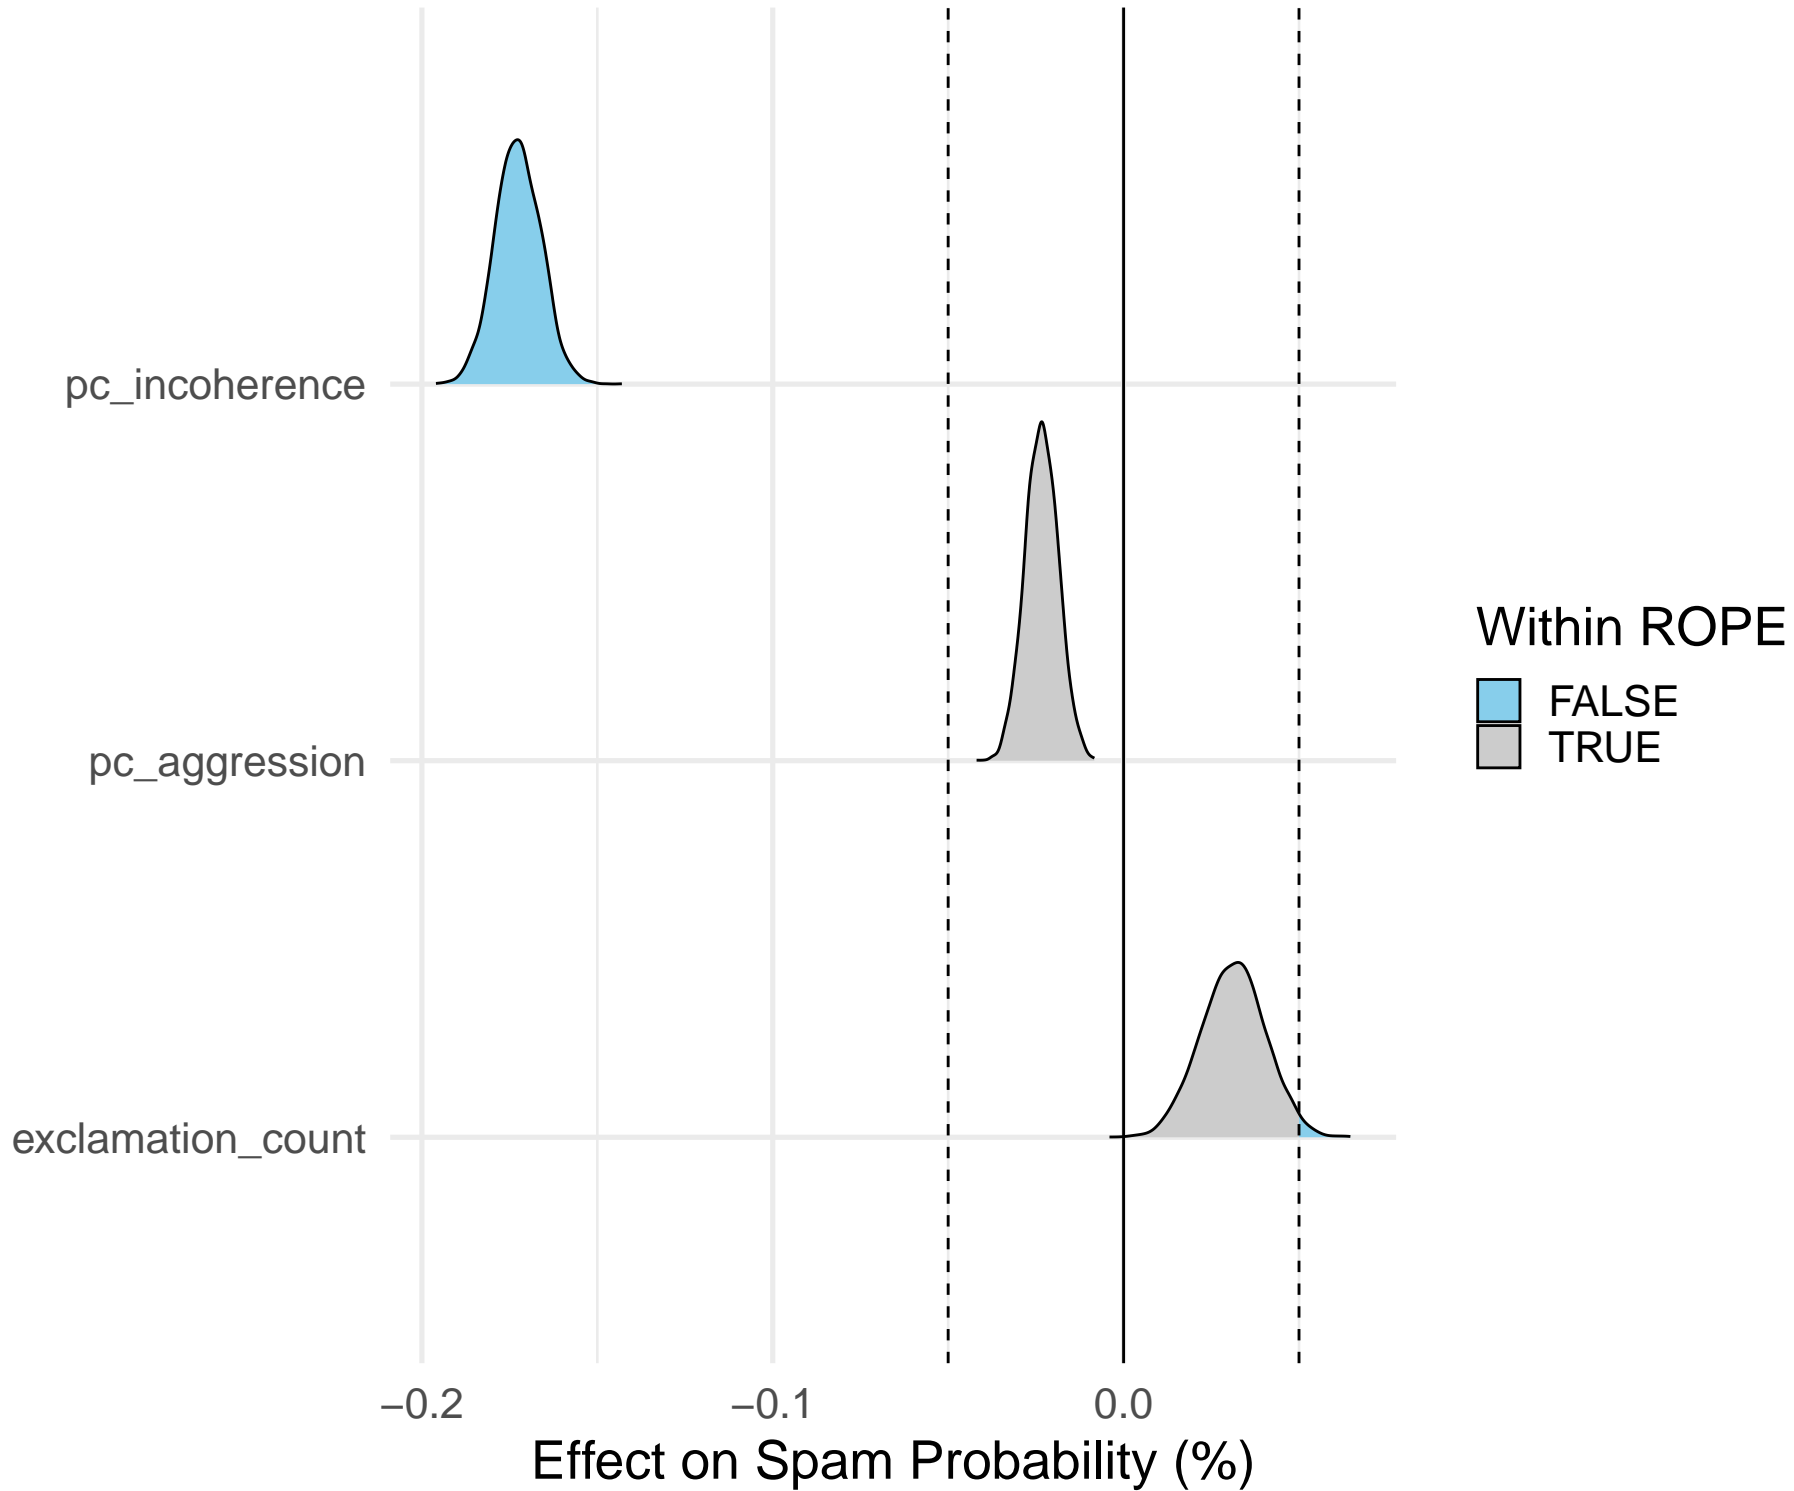 pc_incoherence
pc_aggression
exclamation_count
−0.2
−0.1
0.0
Effect on Spam Probability (%)
Within ROPE
FALSE
TRUE